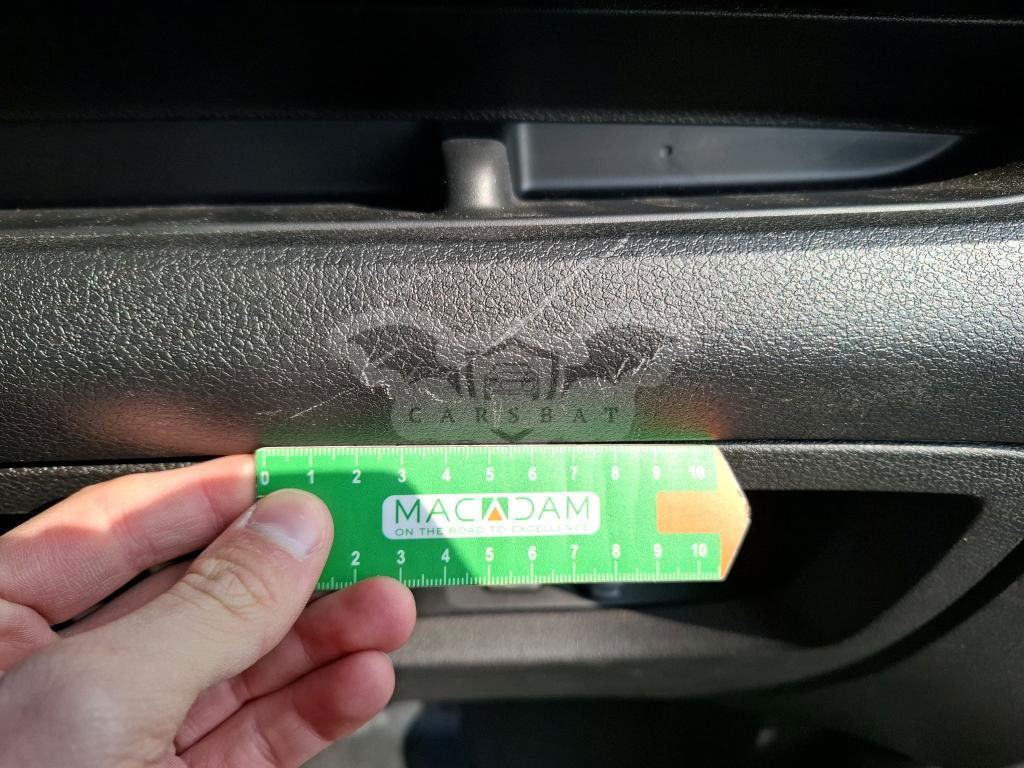 CARSBAT
0 1 2 3 4 5 6 7 8 9 10
MACADAM
ON THE ROAD TO EXCELLENCE
2 3 4 5 6 7 8 9 10